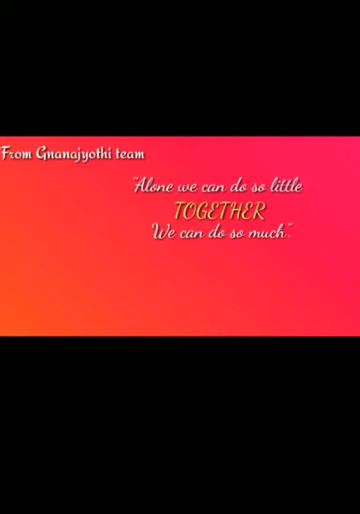 From Gnanajyothi team
"Alone we can do so little
TOGETHER
We can do so much".